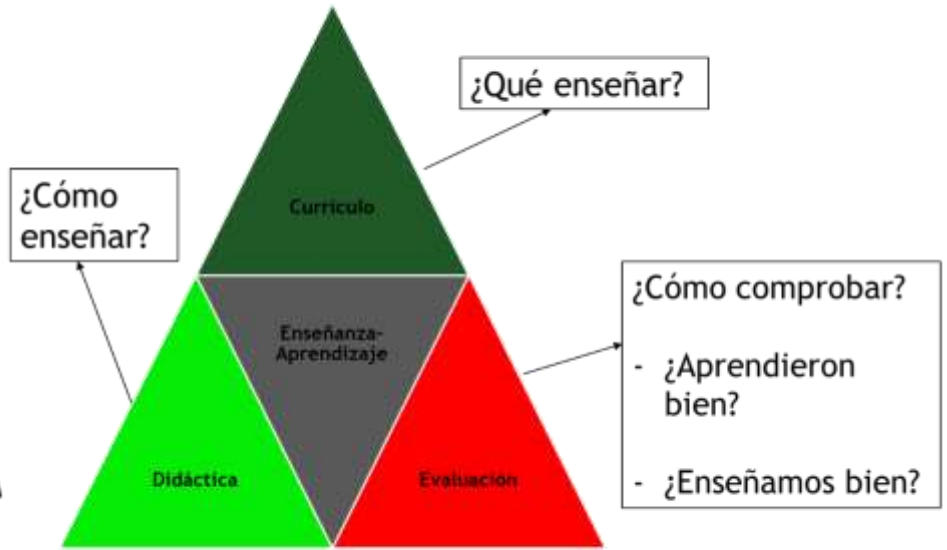 ¿Qué enseñar?
¿Cómo
enseñar?
Currículo
¿Cómo comprobar?
Enseñanza-
Aprendizaje
- ¿Aprendieron
bien?
Didáctica
Evaluación
- ¿Enseñamos bien?